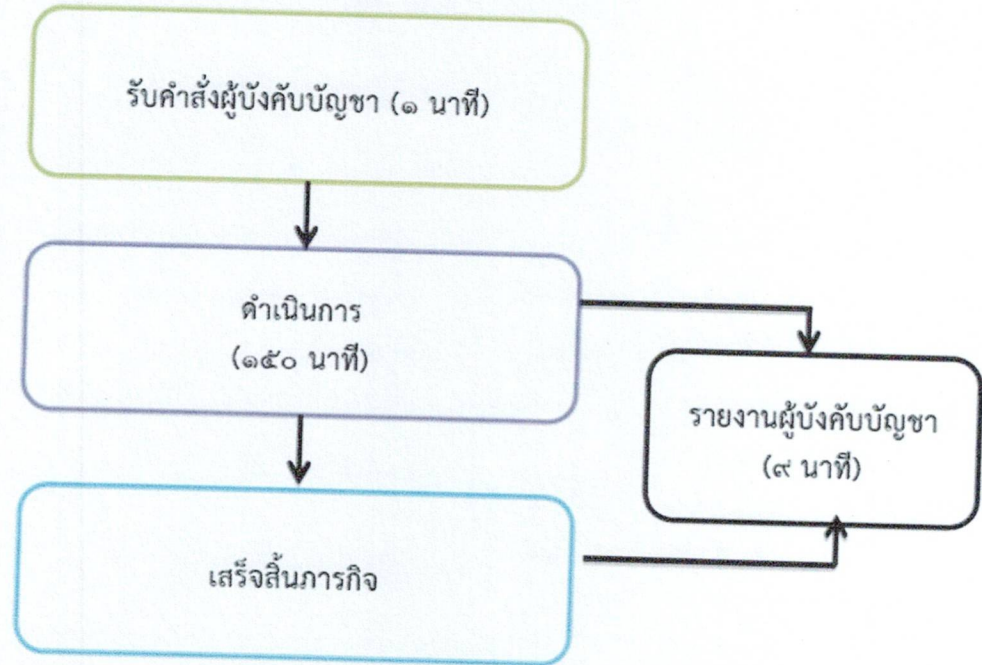 รับคำสั่งผู้บังคับบัญชา (๑ นาที)
ดำเนินการ
(๑๕๐ นาที)
รายงานผู้บังคับบัญชา
(๙ นาที)
เสร็จสิ้นภารกิจ